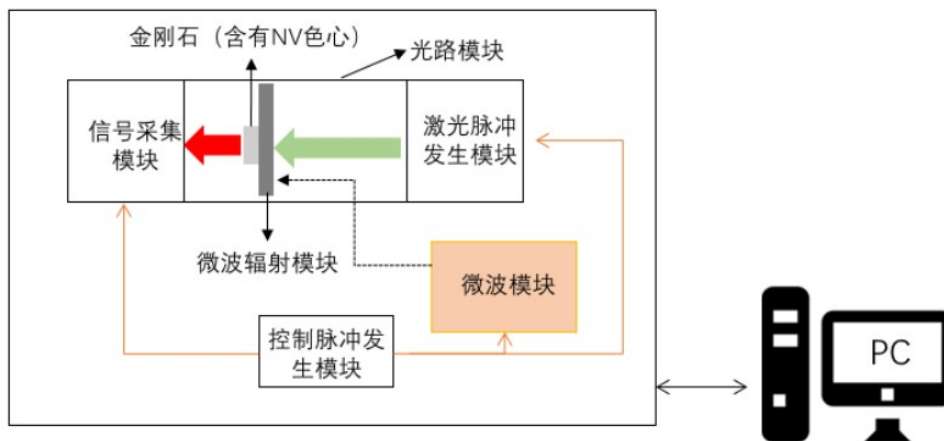 金刚石（含有NV色心）
光路模块
信号采集
模块
激光脉冲
发生模块
微波辐射模块
微波模块
控制脉冲发
生模块
PC